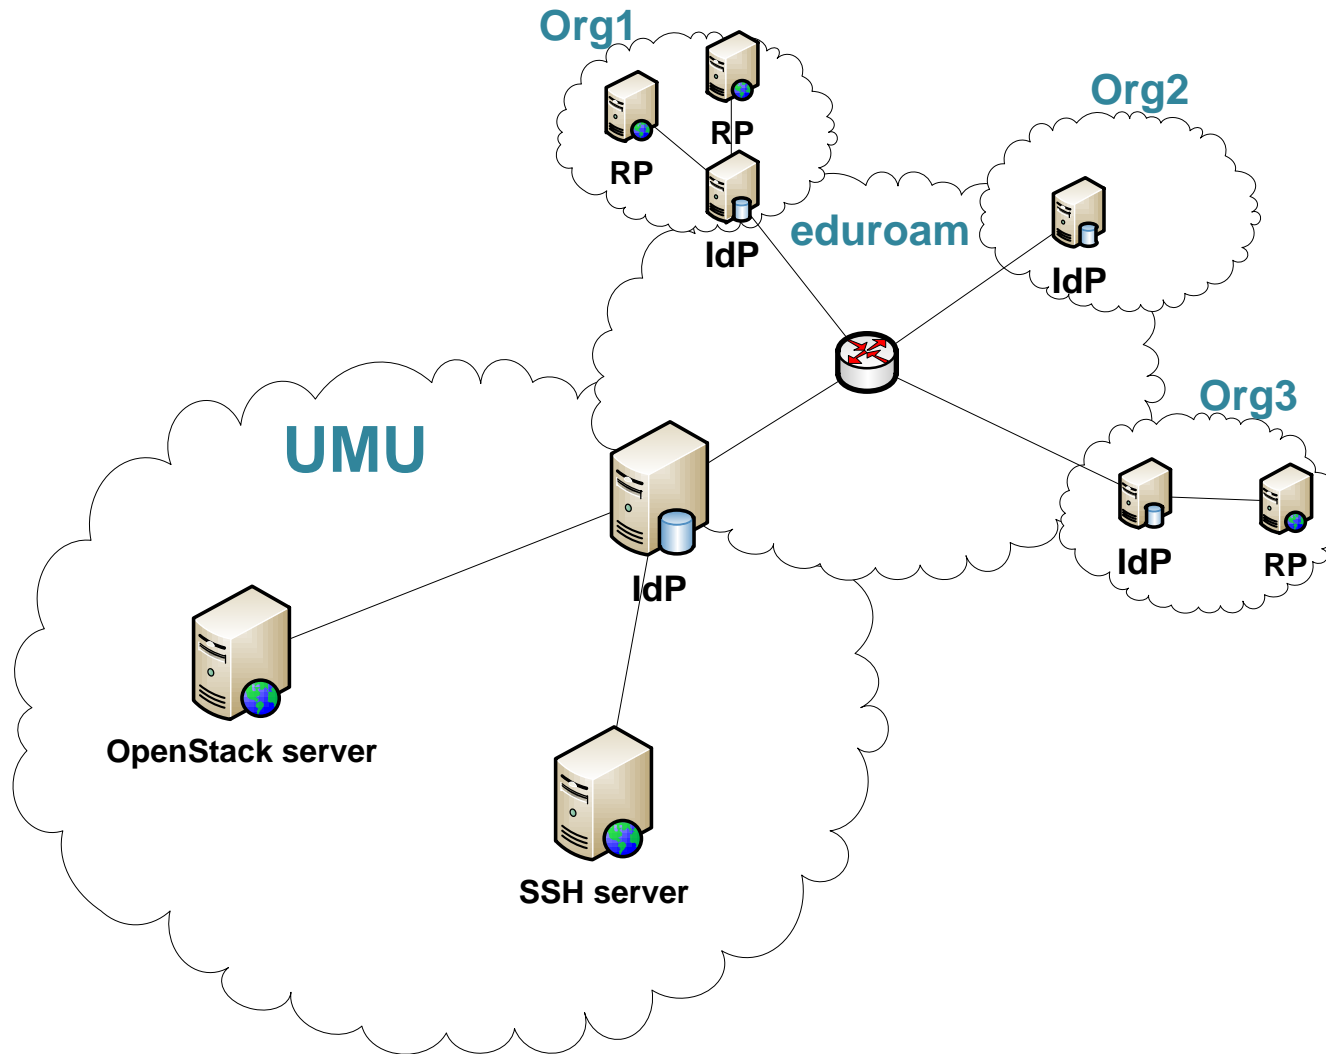 Org1
Org2
RP
RP
eduroam
IdP
IdP
Org3
UMU
IdP
RP
IdP
OpenStack server
SSH server